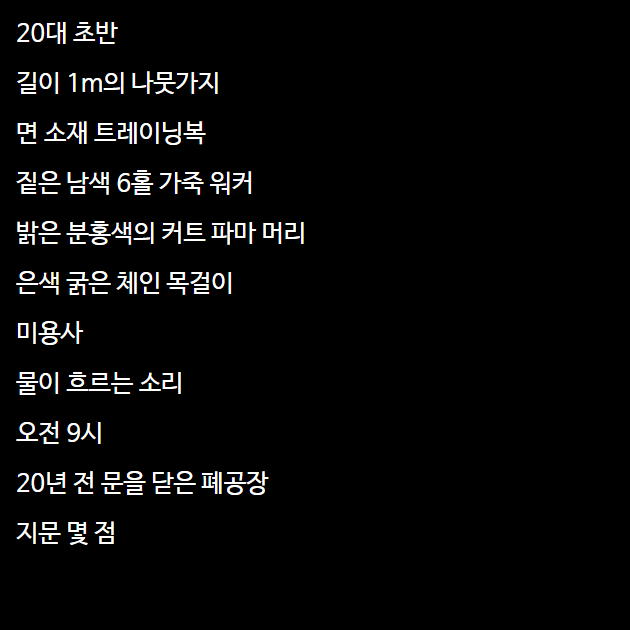 20대 초반
길이 1m의 나뭇가지
면 소재 트레이닝복
짙은 남색 6홀 가죽 워커
밝은 분홍색의 커트 파마 머리
은색 굵은 체인 목걸이
미용사
물이 흐르는 소리
오전 9시
20년 전 문을 닫은 폐공장
지문 몇 점